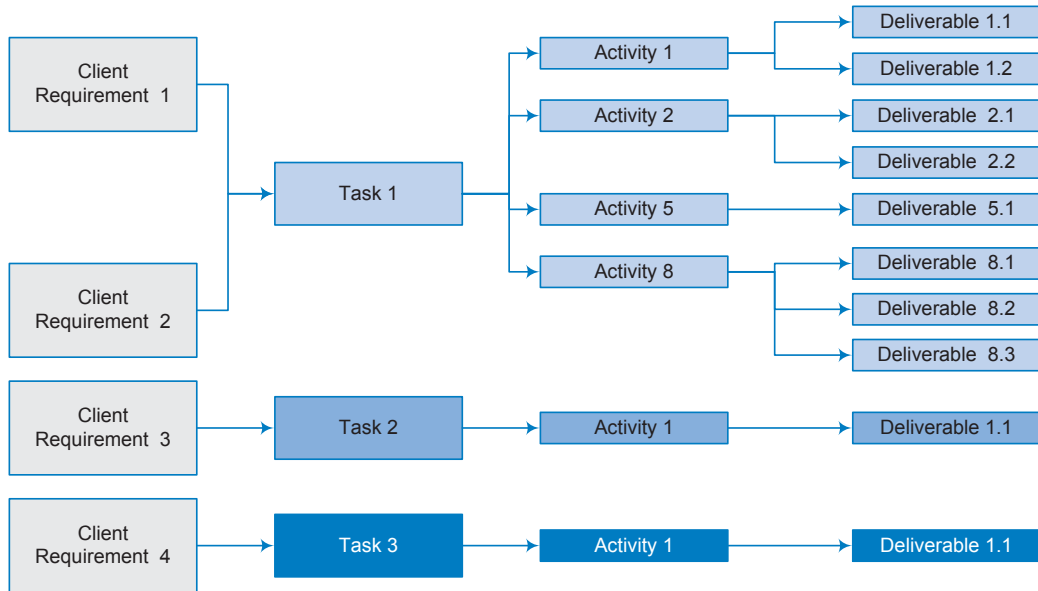 Client
Requirement 1
Client
Requirement 2
Client
Requirement 3
Client
Requirement 4
Task 1
Task 2
Task 3
Activity 1
Activity 2
Activity 5
Activity 8
Activity 1
Activity 1
Deliverable 1.1
Deliverable 1.2
Deliverable 2.1
Deliverable 2.2
Deliverable 5.1
Deliverable 8.1
Deliverable 8.2
Deliverable 8.3
Deliverable 1.1
Deliverable 1.1